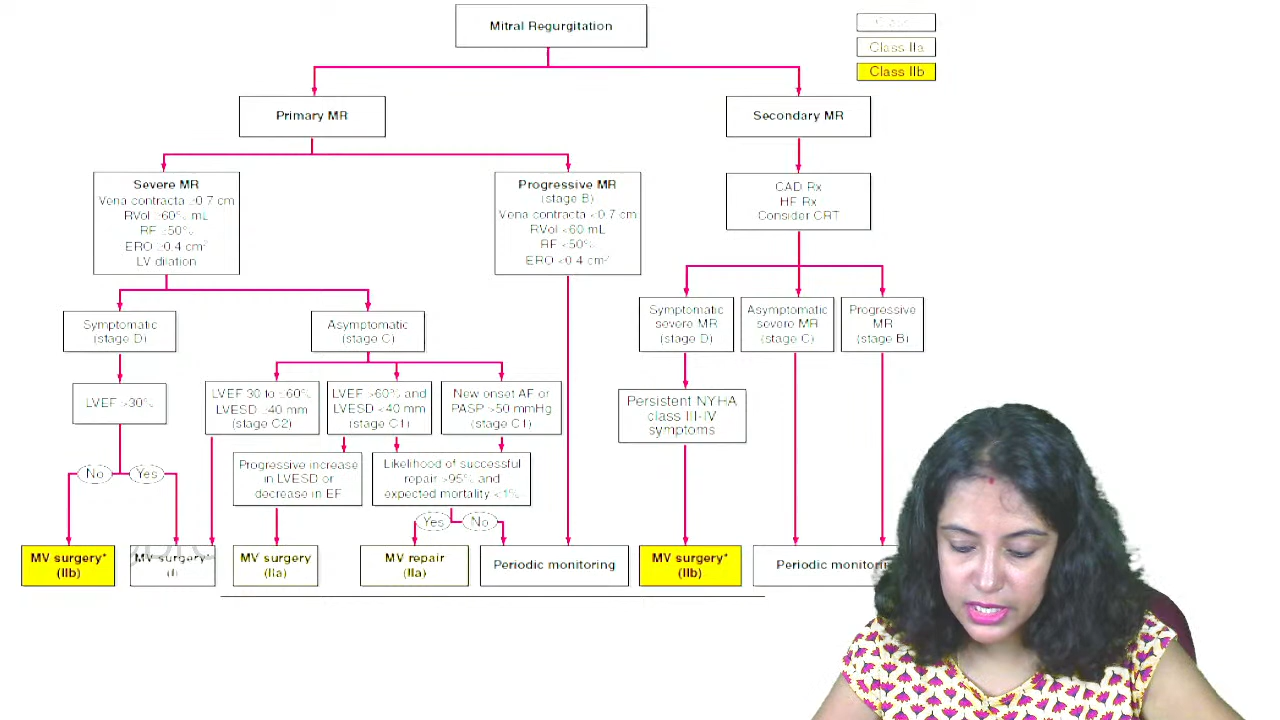 Mitral Regurgitation
Class IIa
Class IIb
Primary MR
Secondary MR
Severe MR
Vena contracta ≥0.7 cm
RVol ≥60% mL
RF ≥50%
ERO ≥0.4 cm²
LV dilation
Progressive MR
(stage B)
Vena contracta <0.7 cm
RVol <60 mL
RF <50%
ERO <0.4 cm²
CAD Rx
HF Rx
Consider CRT
Symptomatic
(stage D)
Asymptomatic
(stage C)
Symptomatic
severe MR
(stage D)
Asymptomatic
severe MR
(stage C)
Progressive
MR
(stage B)
LVEF >30%
LVEF 30 to ≤60%
LVESD ≥40 mm
(stage C2)
LVEF >60% and
LVESD <40 mm
(stage C1)
New onset AF or
PASP >50 mmHg
(stage C1)
Persistent NYHA
class III-IV
symptoms
No
Yes
Progressive increase
in LVESD or
decrease in EF
Likelihood of successful
repair >95% and
expected mortality <1%
Yes
No
MV surgery*
(IIb)
MV surgery*
(I)
MV surgery
(IIa)
MV repair
(IIa)
Periodic monitoring
MV surgery*
(IIb)
Periodic